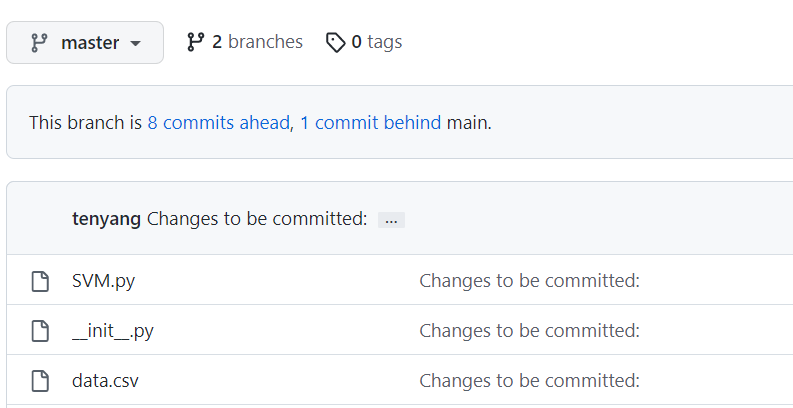 master 2 branches 0 tags
This branch is 8 commits ahead, 1 commit behind main.
tenyang Changes to be committed: ...
SVM.py Changes to be committed:
__init__.py Changes to be committed:
data.csv Changes to be committed: